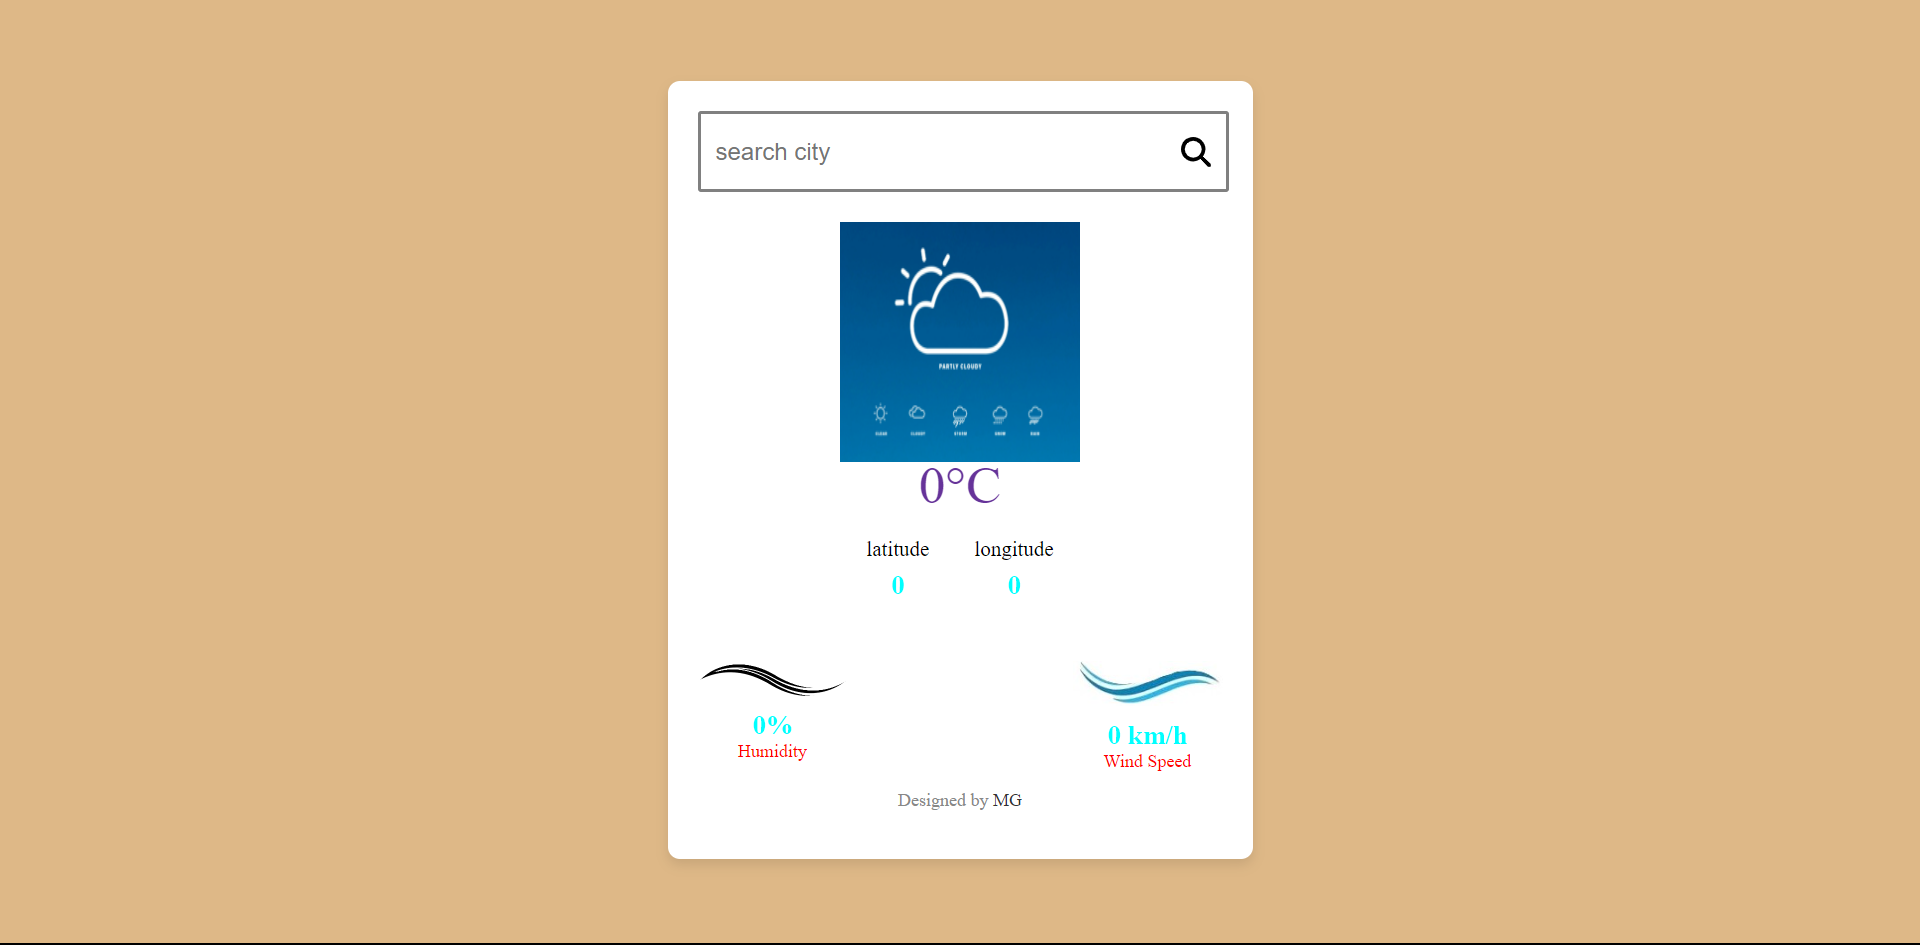 search city
PARTLY CLOUDY
CLEAR CLOUDY STORM SNOW RAIN
0°C
latitude longitude
0 0
0% 0 km/h
Humidity Wind Speed
Designed by MG